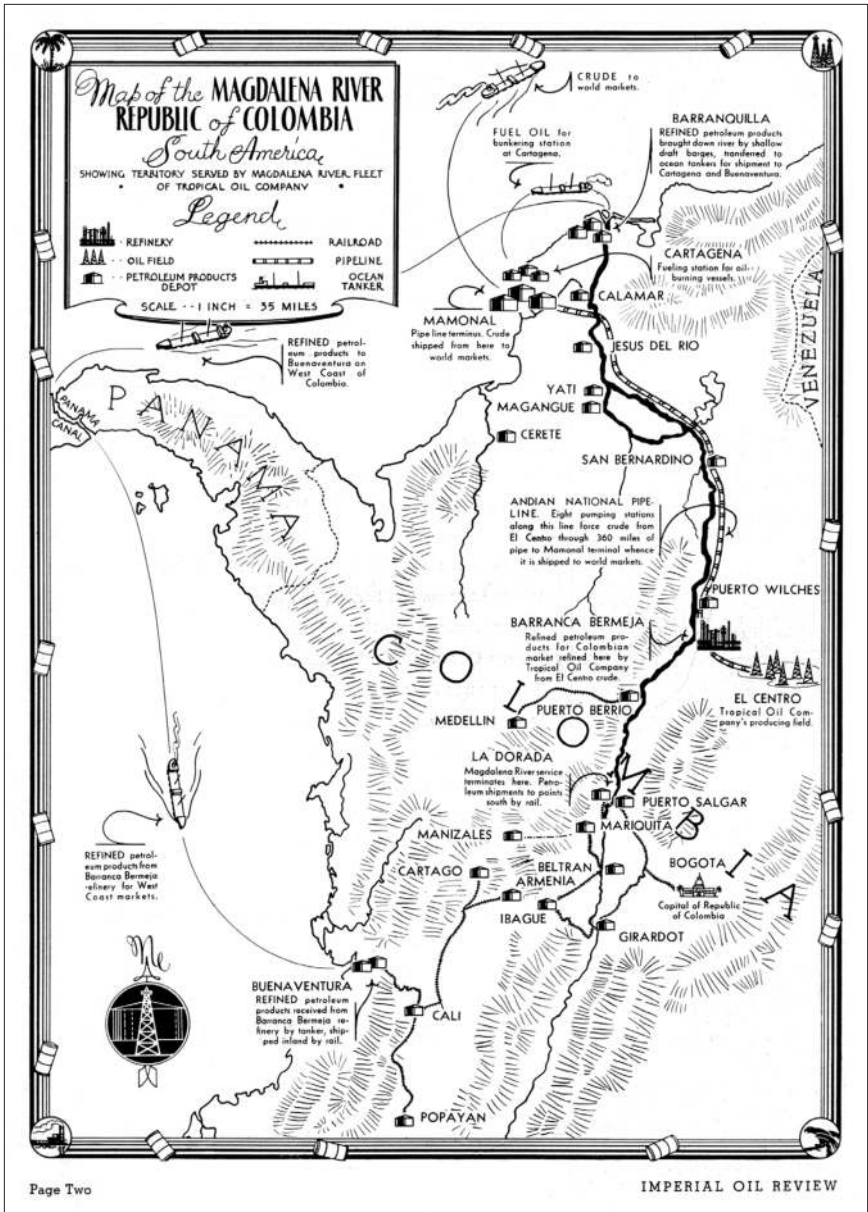 Map of the MAGDALENA RIVER
REPUBLIC of COLOMBIA
South America
SHOWING TERRITORY SERVED BY MAGDALENA RIVER FLEET
• OF TROPICAL OIL COMPANY •
Legend
· REFINERY
· OIL FIELD
· · PETROLEUM PRODUCTS
DEPOT
RAILROAD
PIPELINE
OCEAN
TANKER
SCALE · · 1 INCH = 35 MILES
CRUDE to
world markets.
FUEL OIL for
bunkering station
at Cartagena.
BARRANQUILLA
REFINED petroleum products
brought down river by shallow
draft barges, transferred to
ocean tankers for shipment to
Cartagena and Buenaventura.
CARTAGENA
Fueling station for oil-
burning vessels.
CALAMAR
MAMONAL
Pipe line terminus. Crude
shipped from here to
world markets.
VENEZUELA
REFINED petrol-
eum products to
Buenaventura on
West Coast of
Colombia.
JESUS DEL RIO
PANAMA
CANAL
PANAMA
YATI
MAGANGUE
CERETE
SAN BERNARDINO
ANDIAN NATIONAL PIPE-
LINE. Eight pumping stations
along this line force crude from
El Centro through 360 miles of
pipe to Mamonal terminal whence
it is shipped to world markets.
PUERTO WILCHES
BARRANCA BERMEJA
Refined petroleum pro-
ducts for Colombian
market refined here by
Tropical Oil Company
from El Centro crude.
COLOMBIA
EL CENTRO
Tropical Oil Com-
pany's producing field.
MEDELLIN
PUERTO BERRIO
LA DORADA
Magdalena River service
terminates here. Petro-
leum shipments to points
south by rail.
PUERTO SALGAR
MANIZALES
MARIQUITA
REFINED petrol-
eum products from
Barranca Bermeja
refinery for West
Coast markets.
CARTAGO
BELTRAN
ARMENIA
BOGOTA
Capital of Republic
of Colombia
IBAGUE
GIRARDOT
BUENAVENTURA
REFINED petroleum
products received from
Barranca Bermeja re-
finery by tanker, ship-
ped inland by rail.
CALI
POPAYAN
Page Two
IMPERIAL OIL REVIEW